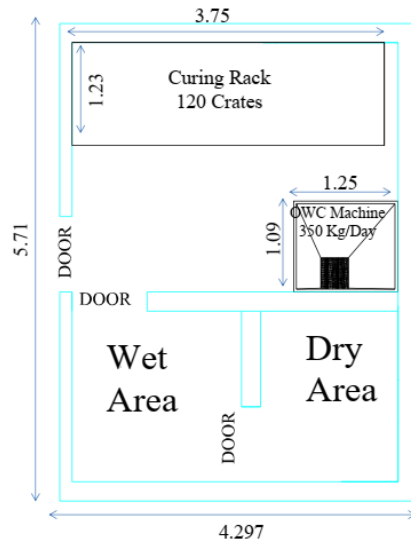 3.75
1.23
Curing Rack
120 Crates
1.25
OWC Machine
350 Kg/Day
1.09
5.71
DOOR
DOOR
Wet
Area
Dry
Area
DOOR
4.297